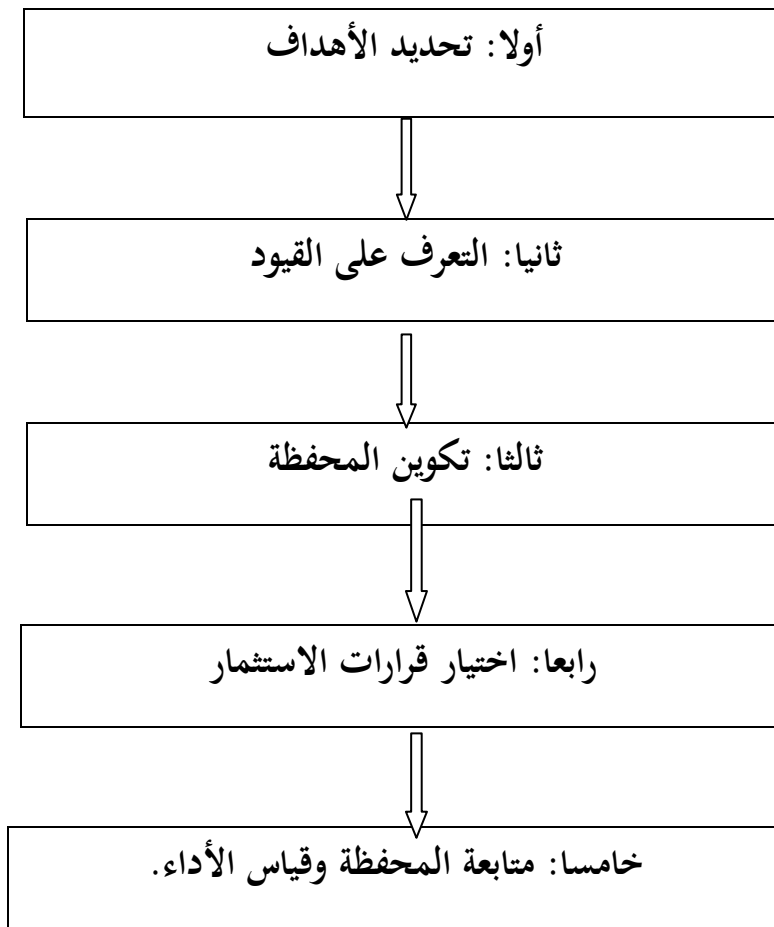 أولا: تحديد الأهداف
ثانيا: التعرف على القيود
ثالثا: تكوين المحفظة
رابعا: اختيار قرارات الاستثمار
خامسا: متابعة المحفظة وقياس الأداء.